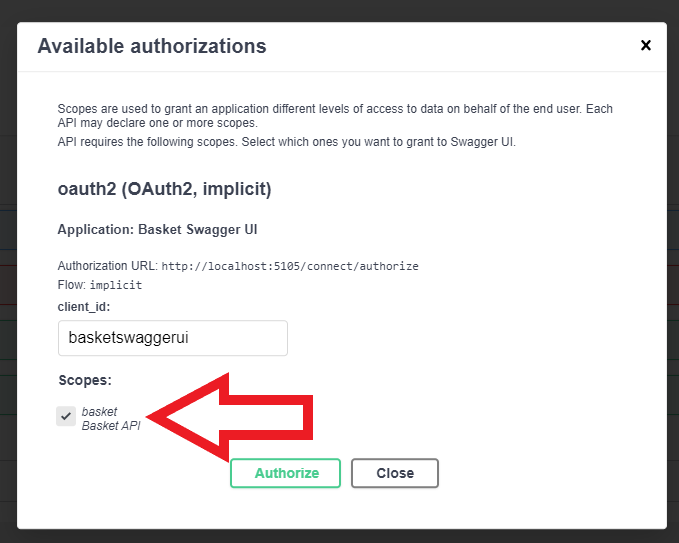 Available authorizations
Scopes are used to grant an application different levels of access to data on behalf of the end user. Each
API may declare one or more scopes.
API requires the following scopes. Select which ones you want to grant to Swagger UI.
oauth2 (OAuth2, implicit)
Application: Basket Swagger UI
Authorization URL: http://localhost:5105/connect/authorize
Flow: implicit
client_id:
basketswaggerui
Scopes:
basket
Basket API
Authorize Close